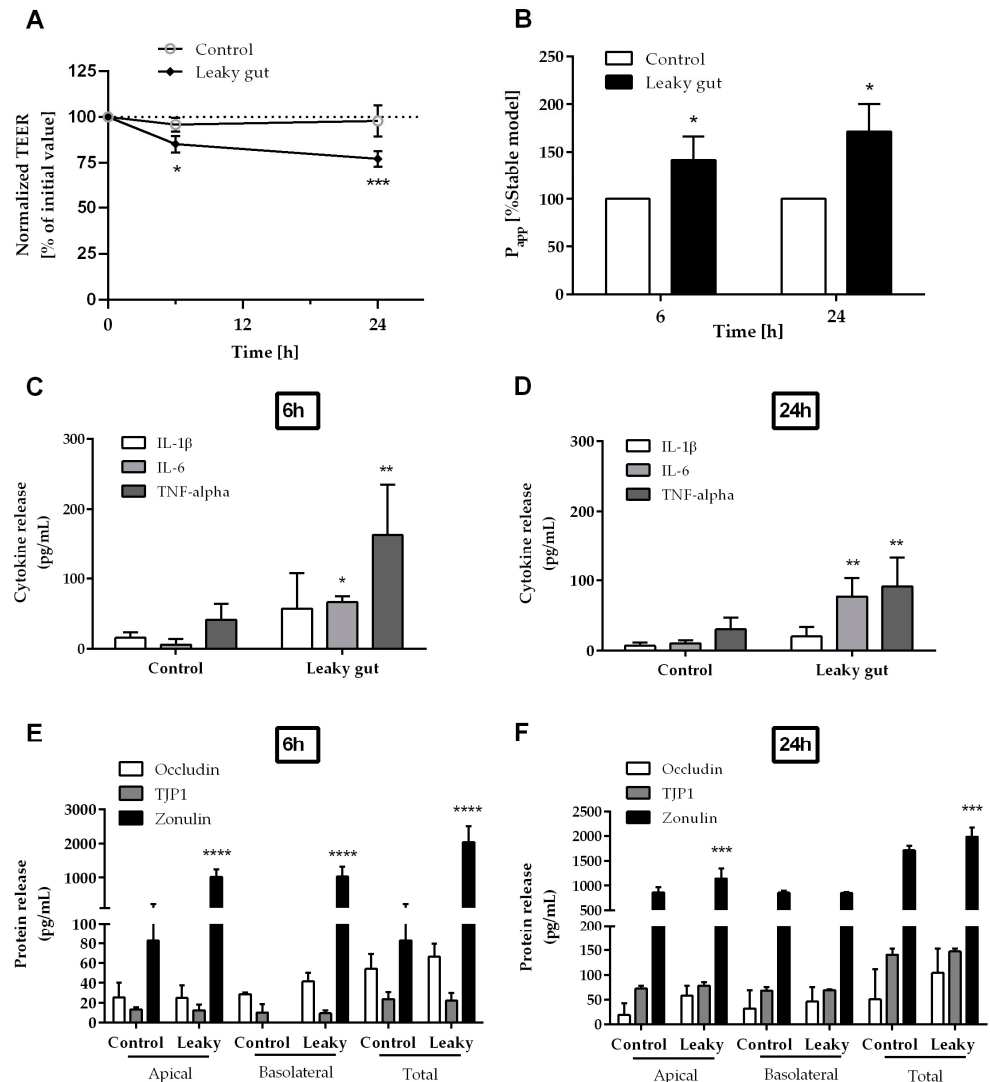 A
Control
Leaky gut
Normalized TEER
[% of initial value]
125
100
75
50
25
0
*
***
0
12
24
Time [h]
B
Control
Leaky gut
Papp [%Stable model]
250
200
150
100
50
0
*
*
6
24
Time [h]
C
6h
IL-1β
IL-6
TNF-alpha
Cytokine release
(pg/mL)
300
200
100
0
*
**
Control
Leaky gut
D
24h
IL-1β
IL-6
TNF-alpha
Cytokine release
(pg/mL)
300
200
100
0
**
**
Control
Leaky gut
E
6h
Occludin
TJP1
Zonulin
Protein release
(pg/mL)
3000
2000
1000
100
80
60
40
20
0
****
****
****
Control Leaky Control Leaky Control Leaky
Apical Basolateral Total
F
24h
Occludin
TJP1
Zonulin
Protein release
(pg/mL)
2500
2000
1500
1000
500
200
150
100
50
0
***
***
Control Leaky Control Leaky Control Leaky
Apical Basolateral Total